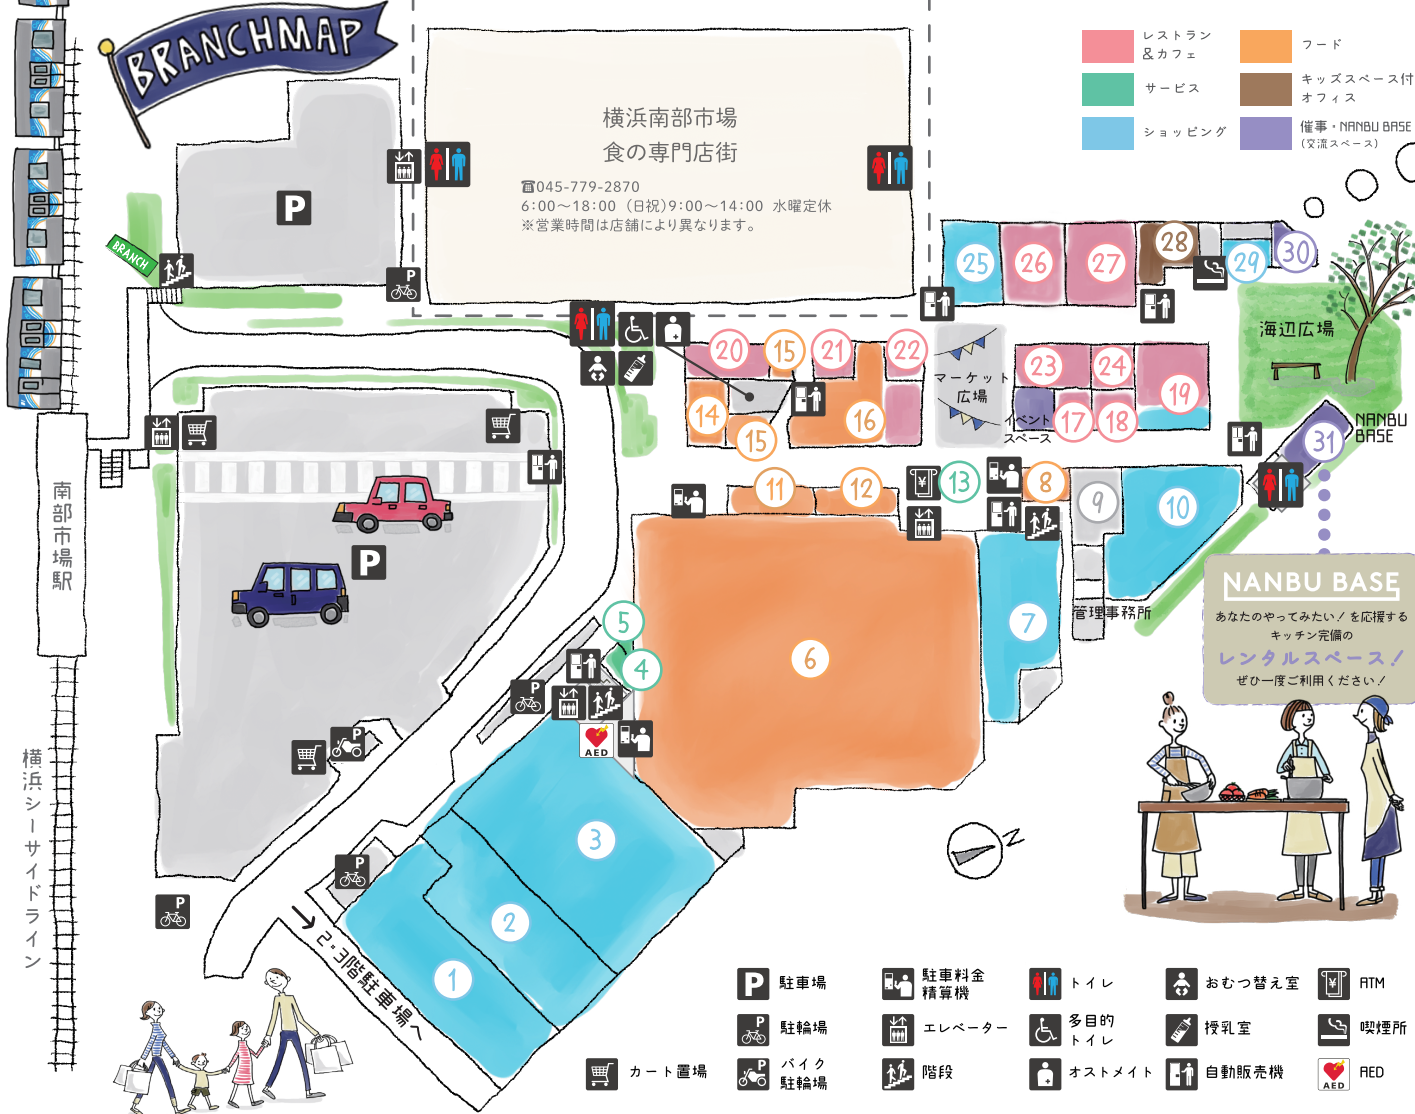 BRANCHMAP
横浜南部市場
食の専門店街
☎045-779-2870
6:00〜18:00 (日祝)9:00〜14:00 水曜定休
※営業時間は店舗により異なります。
レストラン
&カフェ
フード
サービス
キッズスペース付
オフィス
ショッピング
催事・NANBU BASE
(交流スペース)
P
BRANCH
P
25
26
27
28
29
30
海辺広場
20
15
21
22
マーケット
広場
23
24
19
14
15
16
イベント
スペース
17
18
NANBU
BASE
31
南部市場駅
11
12
13
8
9
10
P
7
管理事務所
5
4
6
P
AED
NANBU BASE
あなたのやってみたい!を応援する
キッチン完備の
レンタルスペース!
ぜひ一度ご利用ください!
P
横浜シーサイドライン
3
2
1
P
P
N
→
2・3階駐車場へ
P
駐車場
駐車料金
精算機
トイレ
おむつ替え室
¥
ATM
P
駐輪場
エレベーター
多目的
トイレ
授乳室
喫煙所
カート置場
P
バイク
駐輪場
階段
オストメイト
自動販売機
AED
AED